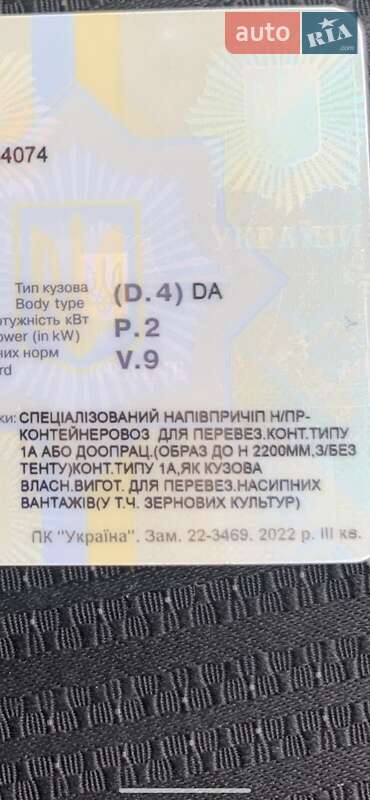 auto RIA .com
4074
УКРАЇНИ
Тип кузова (D.4) DA
Body type
отужність кВт P.2
ower (in kW)
них норм V.9
rd
ки: СПЕЦІАЛІЗОВАНИЙ НАПІВПРИЧІП Н/ПР-
КОНТЕЙНЕРОВОЗ ДЛЯ ПЕРЕВЕЗ.КОНТ.ТИПУ
1А АБО ДООПРАЦ.(ОБРАЗ ДО Н 2200ММ,З/БЕЗ
ТЕНТУ)КОНТ.ТИПУ 1А,ЯК КУЗОВА
ВЛАСН.ВИГОТ. ДЛЯ ПЕРЕВЕЗ.НАСИПНИХ
ВАНТАЖІВ(У Т.Ч. ЗЕРНОВИХ КУЛЬТУР)
ПК "Україна". Зам. 22-3469. 2022 р. III кв.